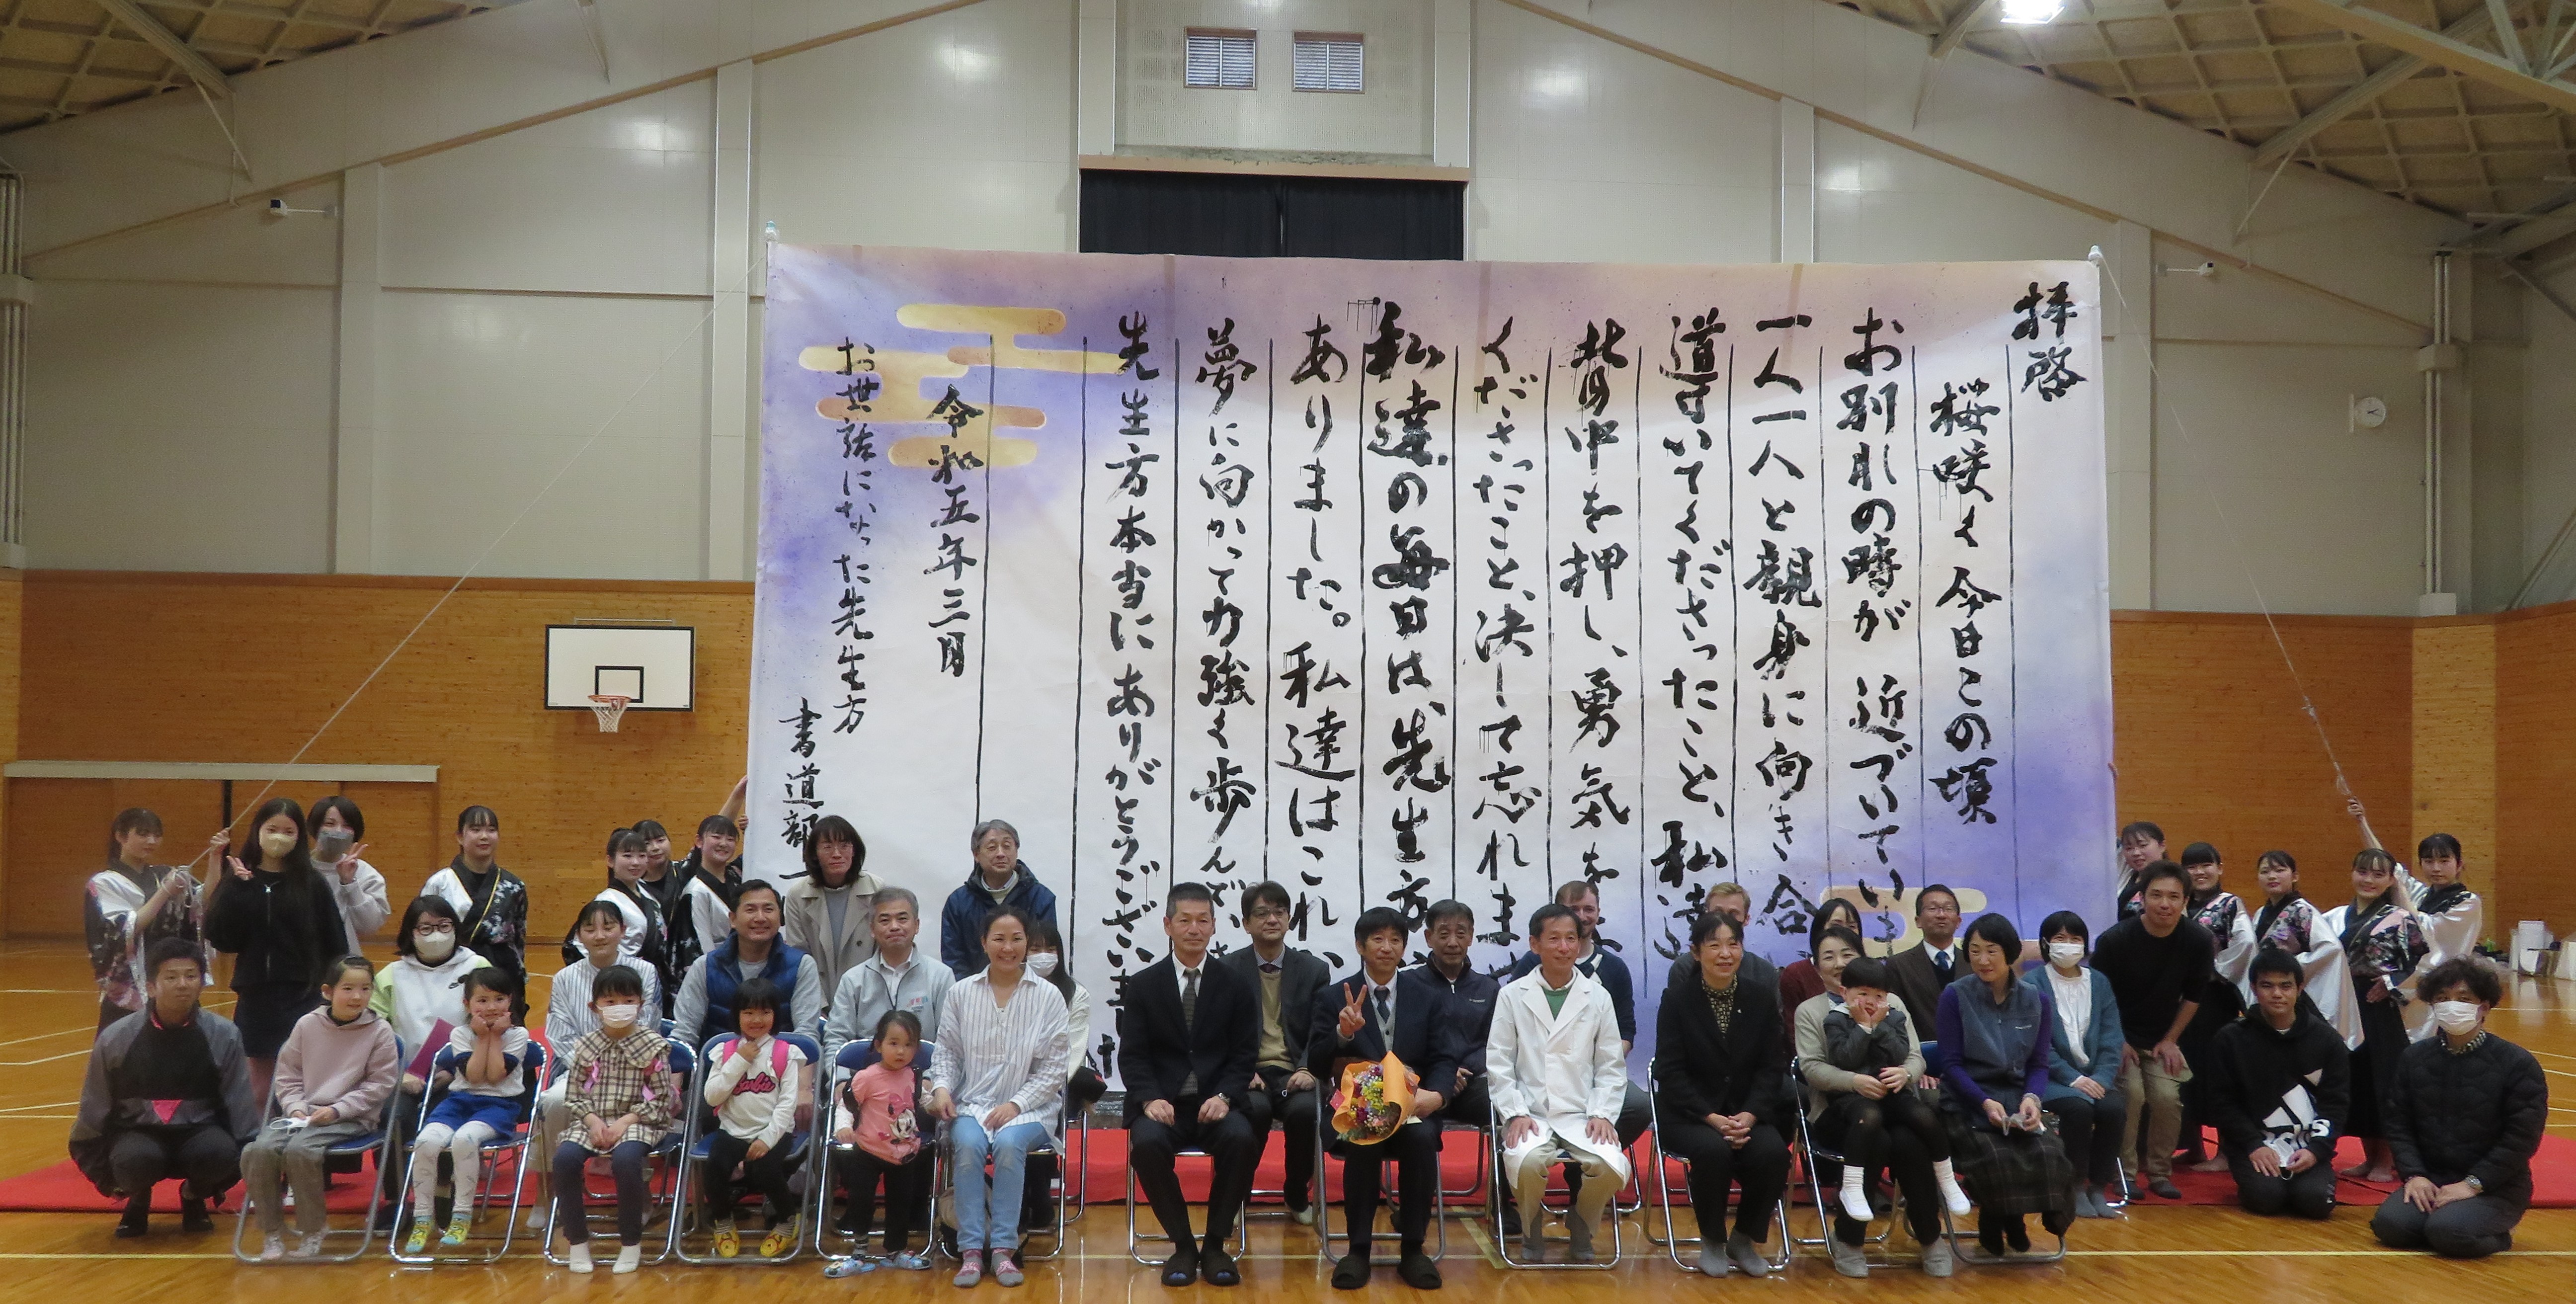 拝啓
桜咲く今日この頃
お別れの時が近づいていま
一人一人と親身に向き合
導いてくださったこと、私達
背中を押し、勇気を
くださったこと、決して忘れませ
私達の毎日は、先生方
ありました。私達はこれか
夢に向かって力強く歩んで
先生方本当にありがとうございまし
令和五年三月
お世話になった先生方
書道部一
Barbie